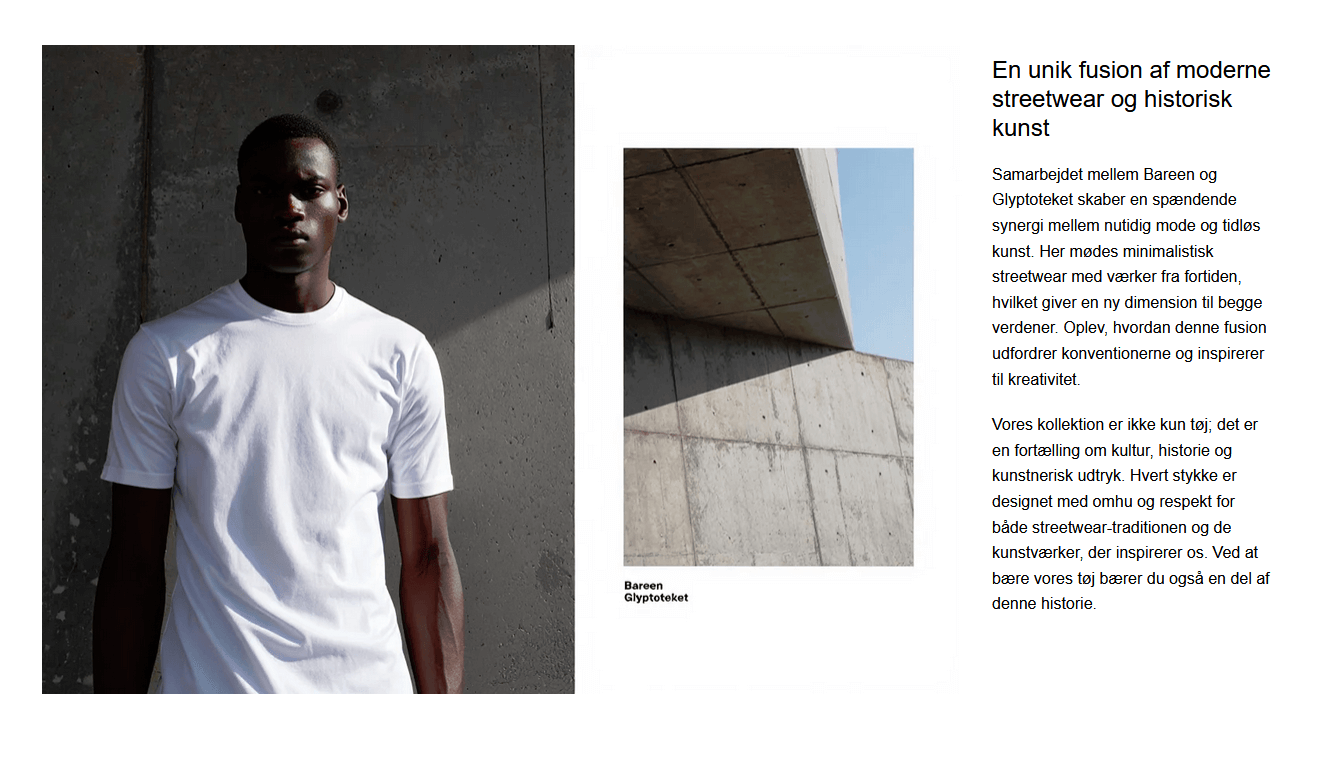 En unik fusion af moderne
streetwear og historisk
kunst
Samarbejdet mellem Bareen og
Glyptoteket skaber en spændende
synergi mellem nutidig mode og tidløs
kunst. Her mødes minimalistisk
streetwear med værker fra fortiden,
hvilket giver en ny dimension til begge
verdener. Oplev, hvordan denne fusion
udfordrer konventionerne og inspirerer
til kreativitet.
Vores kollektion er ikke kun tøj; det er
en fortælling om kultur, historie og
kunstnerisk udtryk. Hvert stykke er
designet med omhu og respekt for
både streetwear-traditionen og de
kunstværker, der inspirerer os. Ved at
bære vores tøj bærer du også en del af
denne historie.
Bareen
Glyptoteket